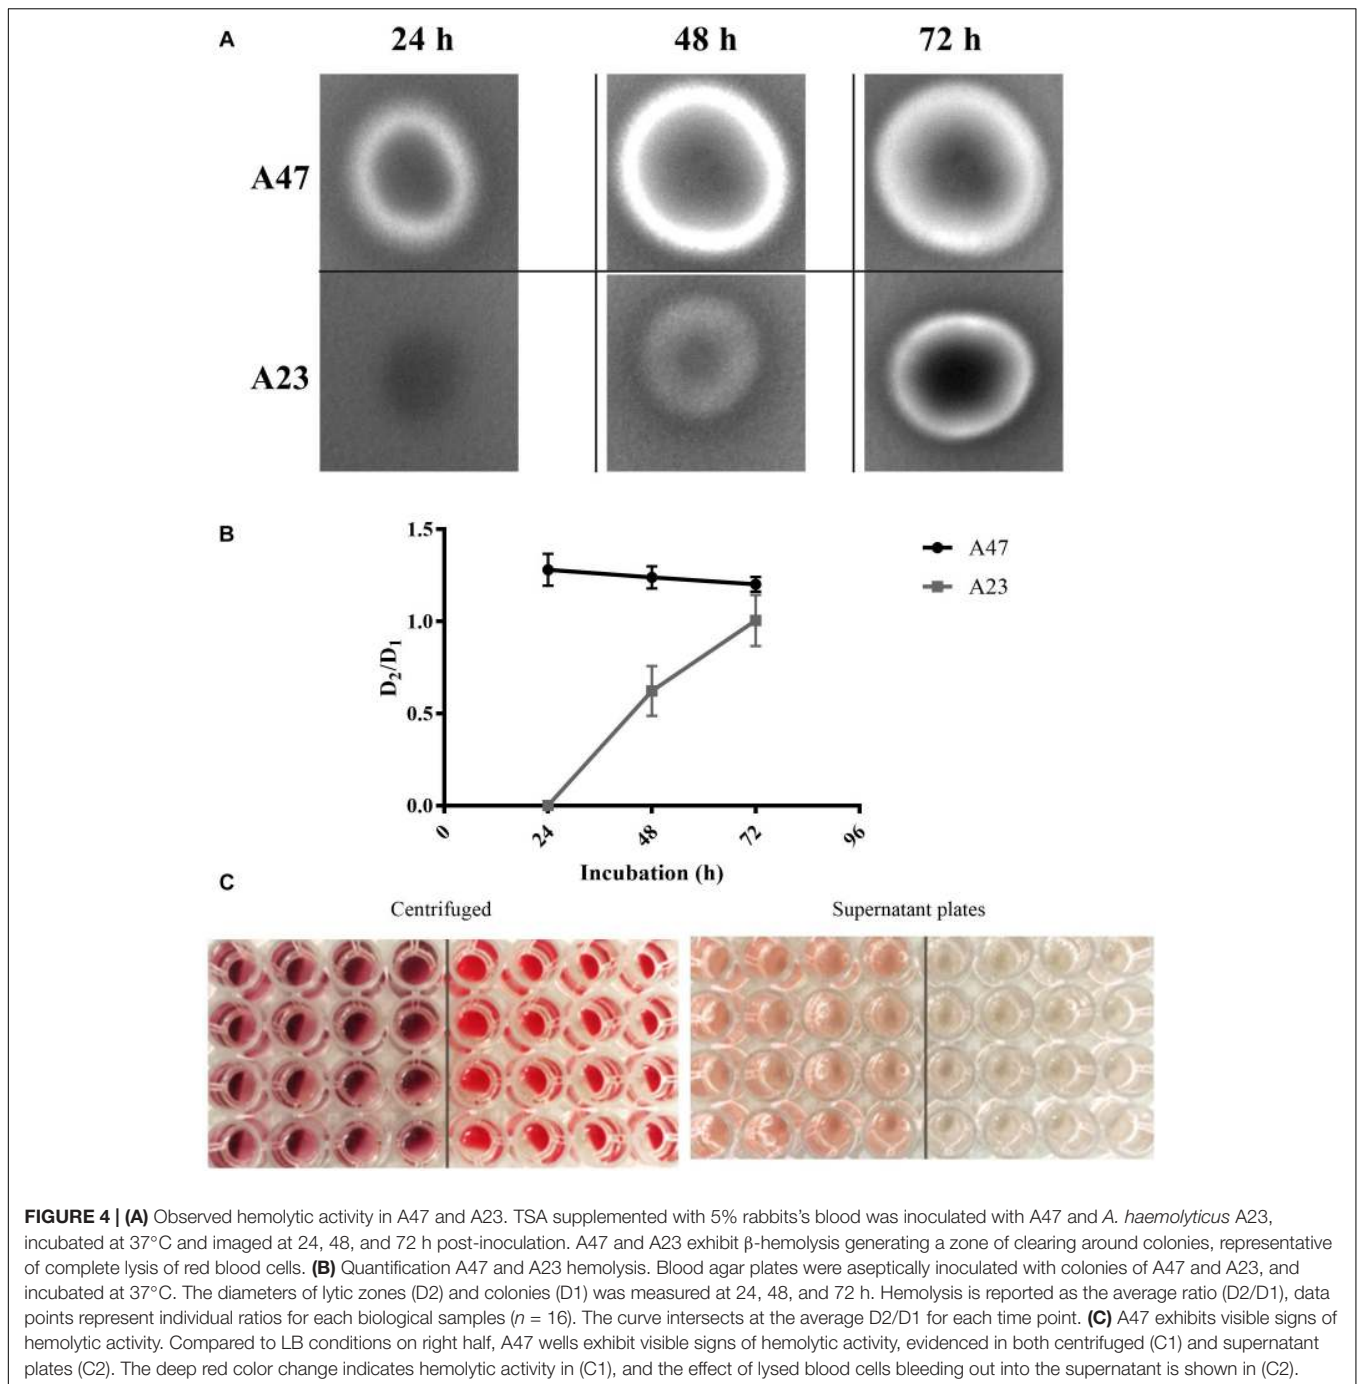 A
24 h
48 h
72 h
A47
A23
B
1.5
1.0
0.5
0.0
D2/D1
0
24
48
72
96
Incubation (h)
A47
A23
C
Centrifuged
Supernatant plates
FIGURE 4 | (A) Observed hemolytic activity in A47 and A23. TSA supplemented with 5% rabbits's blood was inoculated with A47 and A. haemolyticus A23,
incubated at 37°C and imaged at 24, 48, and 72 h post-inoculation. A47 and A23 exhibit β-hemolysis generating a zone of clearing around colonies, representative
of complete lysis of red blood cells. (B) Quantification A47 and A23 hemolysis. Blood agar plates were aseptically inoculated with colonies of A47 and A23, and
incubated at 37°C. The diameters of lytic zones (D2) and colonies (D1) was measured at 24, 48, and 72 h. Hemolysis is reported as the average ratio (D2/D1), data
points represent individual ratios for each biological samples (n = 16). The curve intersects at the average D2/D1 for each time point. (C) A47 exhibits visible signs of
hemolytic activity. Compared to LB conditions on right half, A47 wells exhibit visible signs of hemolytic activity, evidenced in both centrifuged (C1) and supernatant
plates (C2). The deep red color change indicates hemolytic activity in (C1), and the effect of lysed blood cells bleeding out into the supernatant is shown in (C2).